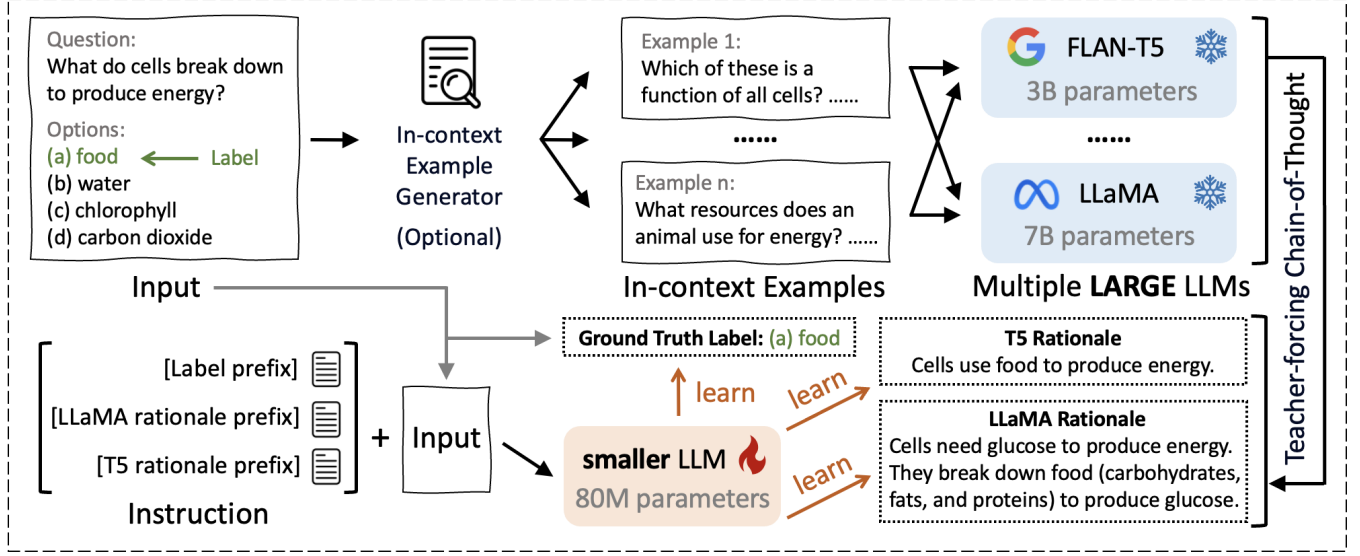 Question:
What do cells break down
to produce energy?
Options:
(a) food
Label
(b) water
(c) chlorophyll
(d) carbon dioxide
Input
In-context
Example
Generator
(Optional)
Example 1:
Which of these is a
function of all cells? ......
......
Example n:
What resources does an
animal use for energy? ......
In-context Examples
FLAN-T5
3B parameters
......
LLaMA
7B parameters
Multiple LARGE LLMs
Teacher-forcing Chain-of-Thought
[Label prefix]
[LLaMA rationale prefix]
[T5 rationale prefix]
Instruction
+
Input
Ground Truth Label: (a) food
learn
learn
learn
smaller LLM
80M parameters
T5 Rationale
Cells use food to produce energy.
LLaMA Rationale
Cells need glucose to produce energy.
They break down food (carbohydrates,
fats, and proteins) to produce glucose.